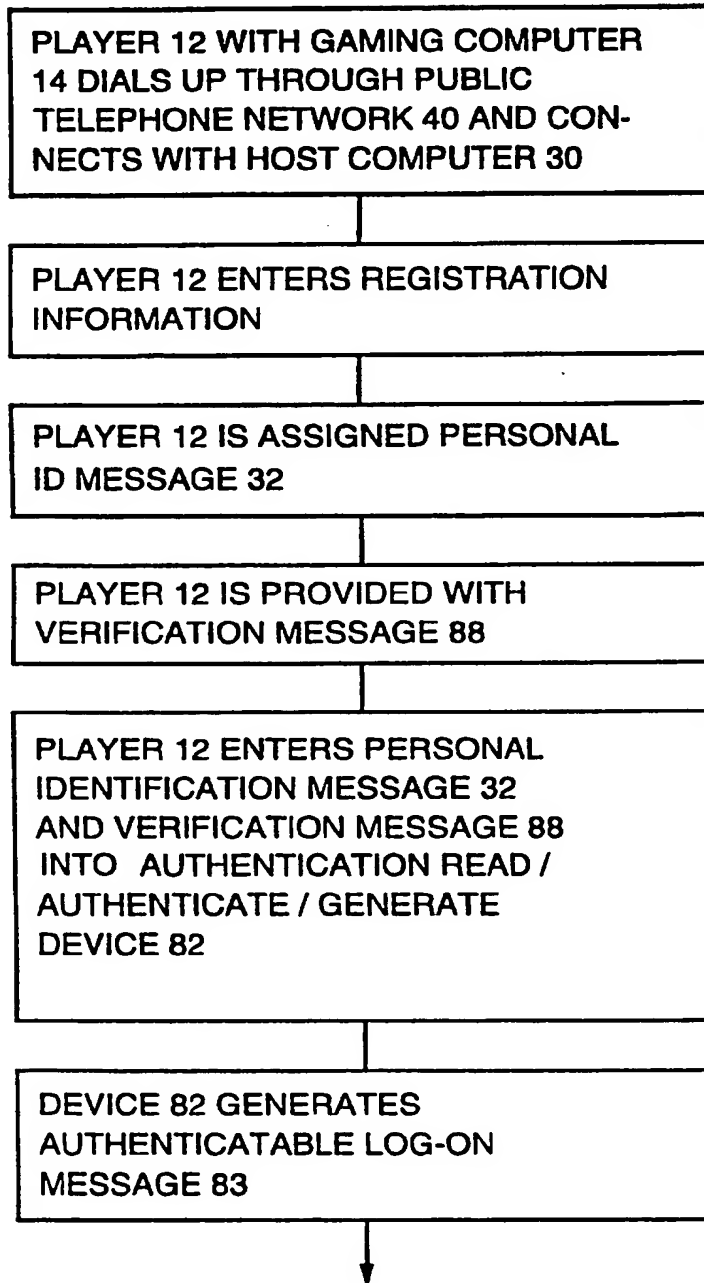 PLAYER 12 WITH GAMING COMPUTER
14 DIALS UP THROUGH PUBLIC
TELEPHONE NETWORK 40 AND CON-
NECTS WITH HOST COMPUTER 30
PLAYER 12 ENTERS REGISTRATION
INFORMATION
PLAYER 12 IS ASSIGNED PERSONAL
ID MESSAGE 32
PLAYER 12 IS PROVIDED WITH
VERIFICATION MESSAGE 88
PLAYER 12 ENTERS PERSONAL
IDENTIFICATION MESSAGE 32
AND VERIFICATION MESSAGE 88
INTO AUTHENTICATION READ /
AUTHENTICATE / GENERATE
DEVICE 82
DEVICE 82 GENERATES
AUTHENTICATABLE LOG-ON
MESSAGE 83